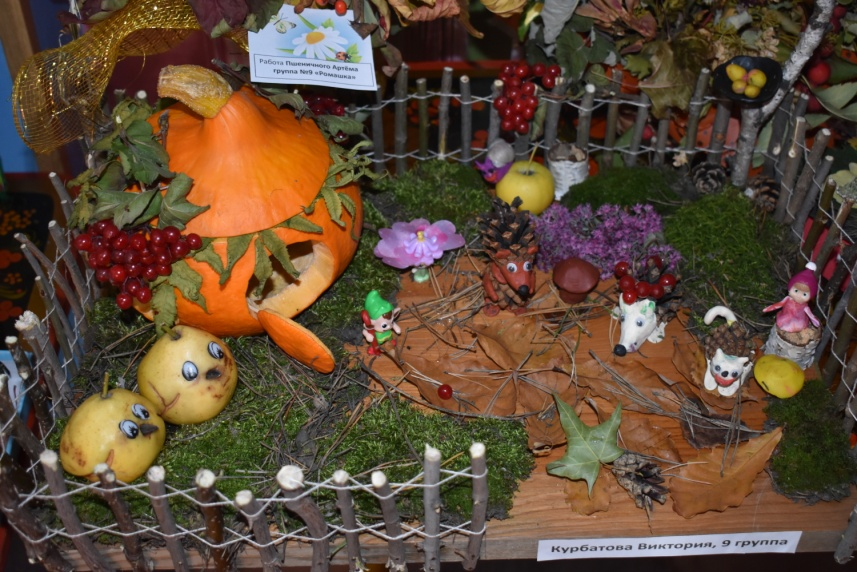 Работа Пшеничного Артёма
группа №9 «Ромашка»
Курбатова Виктория, 9 группа